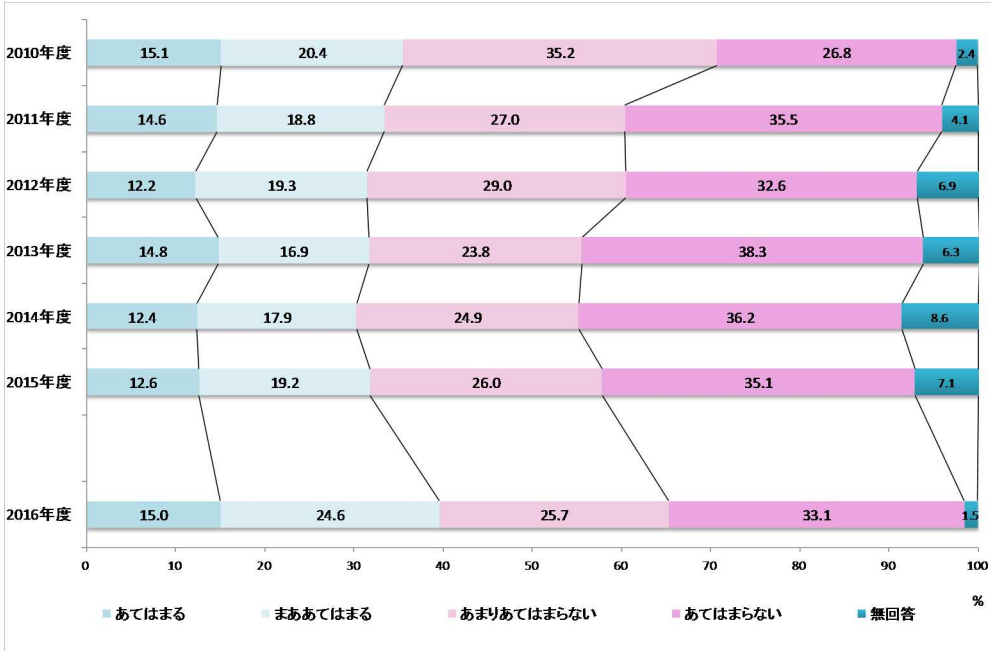 2010年度 15.1 20.4 35.2 26.8 2.4
2011年度 14.6 18.8 27.0 35.5 4.1
2012年度 12.2 19.3 29.0 32.6 6.9
2013年度 14.8 16.9 23.8 38.3 6.3
2014年度 12.4 17.9 24.9 36.2 8.6
2015年度 12.6 19.2 26.0 35.1 7.1
2016年度 15.0 24.6 25.7 33.1 1.5
0 10 20 30 40 50 60 70 80 90 100
%
あてはまる まああてはまる あまりあてはまらない あてはまらない 無回答